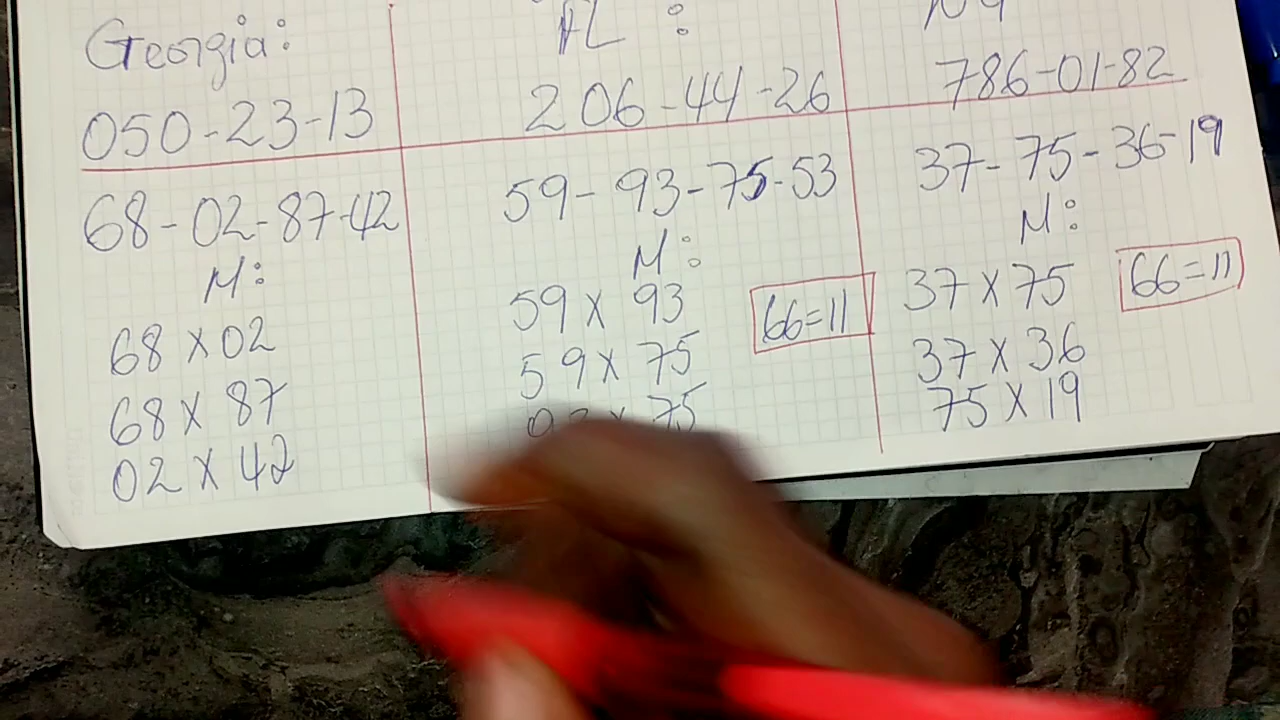 Georgia:
050-23-13
68-02-87-42
M:
68 X 02
68 X 87
02 X 42
FL :
206-44-26
59-93-75-53
M:
59 X 93
59 X 75
X 75
66=11
NY
786-01-82
37-75-36-19
M:
37 X 75
37 X 36
75 X 19
66=11